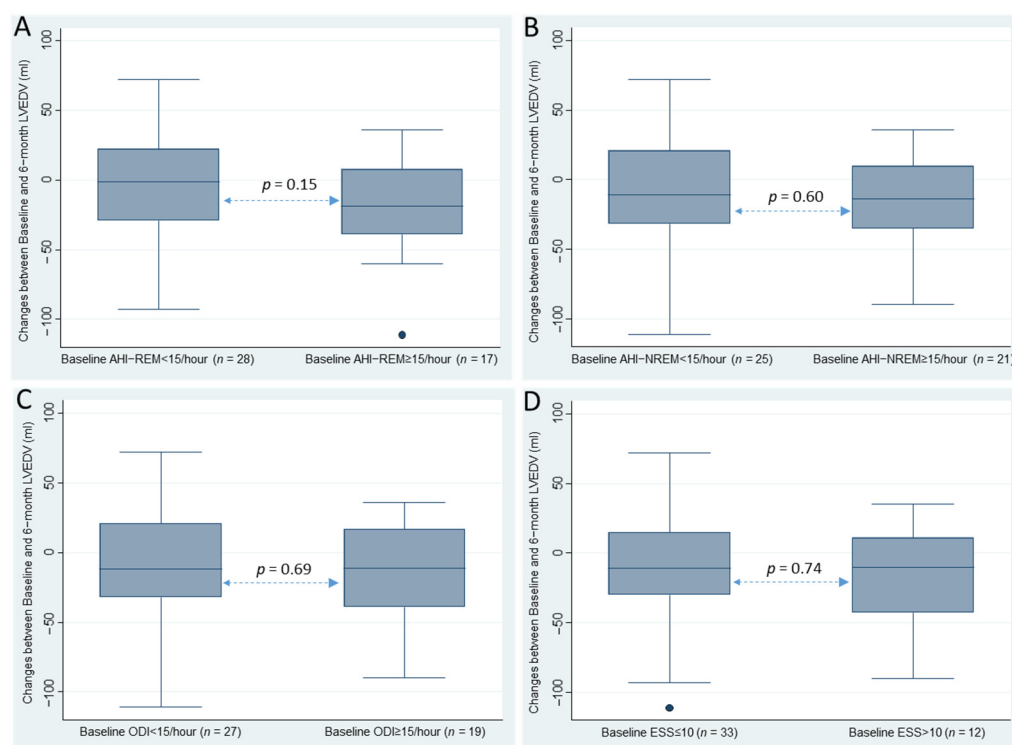 A
Changes between Baseline and 6−month LVEDV (ml)
100
50
0
−50
−100
p = 0.15
Baseline AHI−REM<15/hour (n = 28)
Baseline AHI−REM≥15/hour (n = 17)
B
Changes between Baseline and 6−month LVEDV (ml)
100
50
0
−50
−100
p = 0.60
Baseline AHI−NREM<15/hour (n = 25)
Baseline AHI−NREM≥15/hour (n = 21)
C
Changes between Baseline and 6−month LVEDV (ml)
100
50
0
−50
−100
p = 0.69
Baseline ODI<15/hour (n = 27)
Baseline ODI≥15/hour (n = 19)
D
Changes between Baseline and 6−month LVEDV (ml)
100
50
0
−50
−100
p = 0.74
Baseline ESS≤10 (n = 33)
Baseline ESS>10 (n = 12)